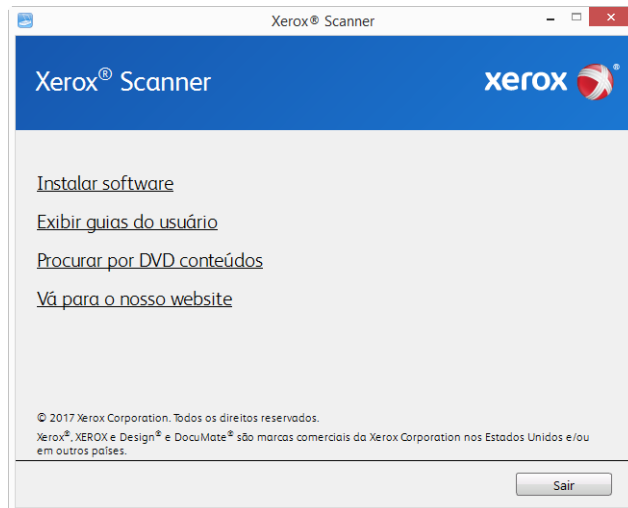 Xerox® Scanner
Xerox® Scanner
xerox ®
Instalar software
Exibir guias do usuário
Procurar por DVD conteúdos
Vá para o nosso website
© 2017 Xerox Corporation. Todos os direitos reservados.
Xerox®, XEROX e Design® e DocuMate® são marcas comerciais da Xerox Corporation nos Estados Unidos e/ou
em outros países.
Sair